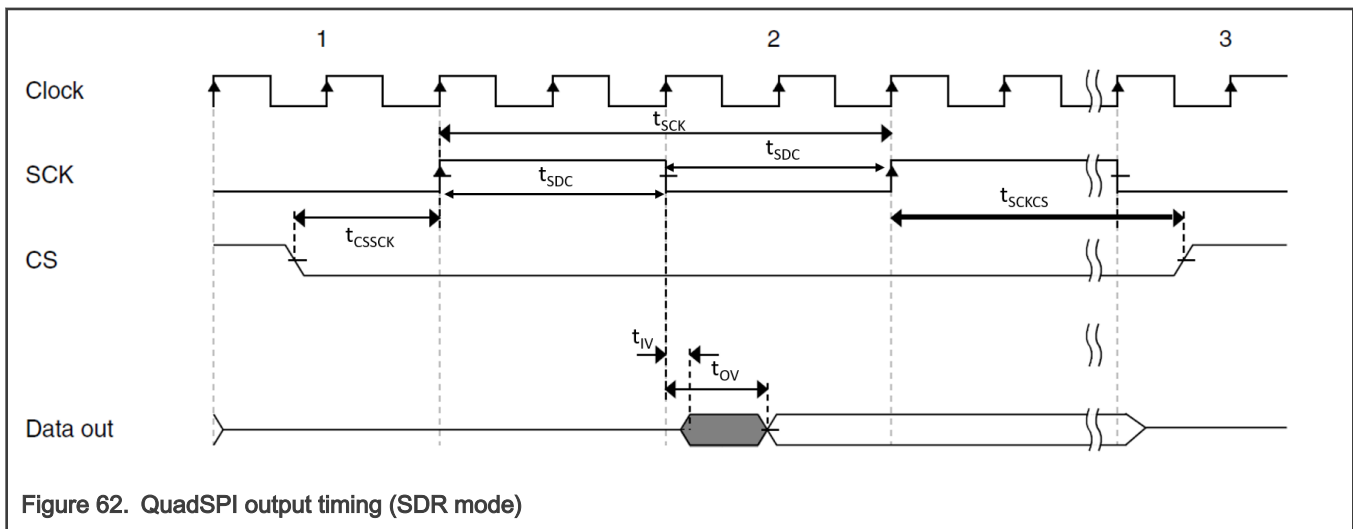 1 2 3
Clock
tSCK
tSDC
SCK
tSDC
tSCKCS
tCSSCK
CS
tIV
tOV
Data out
Figure 62. QuadSPI output timing (SDR mode)